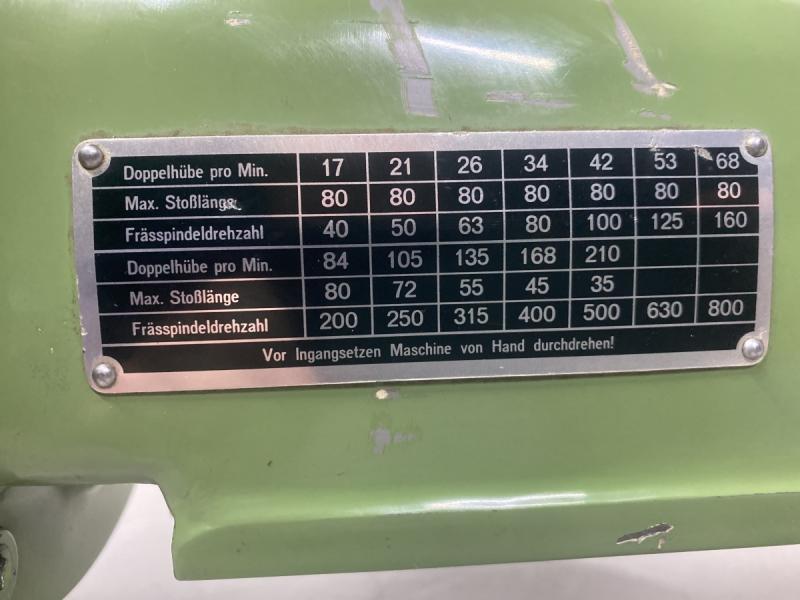 Doppelhübe pro Min. 17 21 26 34 42 53 68
Max. Stoßlänge 80 80 80 80 80 80 80
Frässpindeldrehzahl 40 50 63 80 100 125 160
Doppelhübe pro Min. 84 105 135 168 210
Max. Stoßlänge 80 72 55 45 35
Frässpindeldrehzahl 200 250 315 400 500 630 800
Vor Ingangsetzen Maschine von Hand durchdrehen!